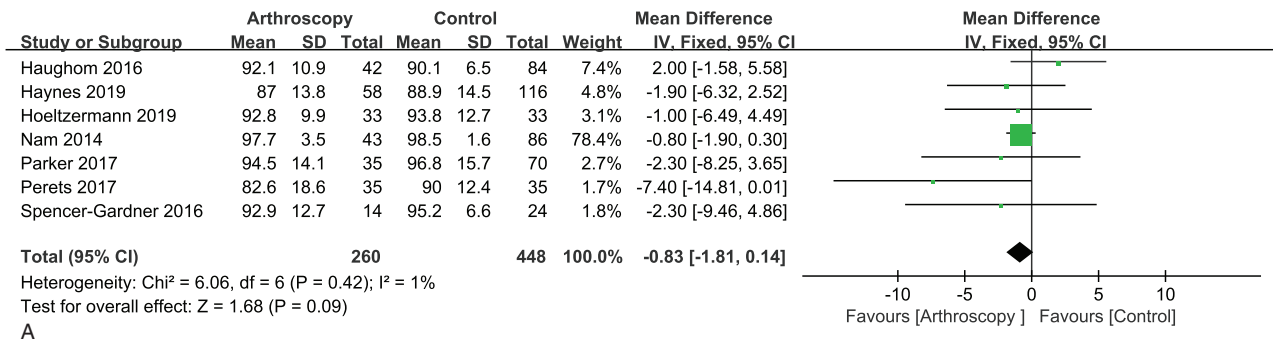 Arthroscopy Control Mean Difference Mean Difference
Study or Subgroup Mean SD Total Mean SD Total Weight IV, Fixed, 95% CI IV, Fixed, 95% CI
Haughom 2016 92.1 10.9 42 90.1 6.5 84 7.4% 2.00 [-1.58, 5.58]
Haynes 2019 87 13.8 58 88.9 14.5 116 4.8% -1.90 [-6.32, 2.52]
Hoeltzermann 2019 92.8 9.9 33 93.8 12.7 33 3.1% -1.00 [-6.49, 4.49]
Nam 2014 97.7 3.5 43 98.5 1.6 86 78.4% -0.80 [-1.90, 0.30]
Parker 2017 94.5 14.1 35 96.8 15.7 70 2.7% -2.30 [-8.25, 3.65]
Perets 2017 82.6 18.6 35 90 12.4 35 1.7% -7.40 [-14.81, 0.01]
Spencer-Gardner 2016 92.9 12.7 14 95.2 6.6 24 1.8% -2.30 [-9.46, 4.86]
Total (95% CI) 260 448 100.0% -0.83 [-1.81, 0.14]
Heterogeneity: Chi² = 6.06, df = 6 (P = 0.42); I² = 1%
Test for overall effect: Z = 1.68 (P = 0.09)
-10 -5 0 5 10
Favours [Arthroscopy ] Favours [Control]
A